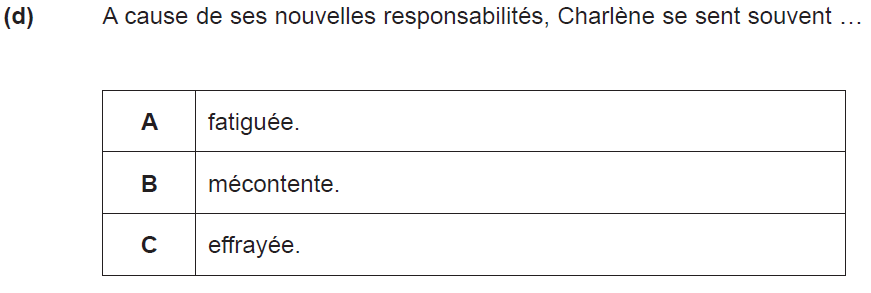 (d) A cause de ses nouvelles responsabilités, Charlène se sent souvent …
A fatiguée.
B mécontente.
C effrayée.